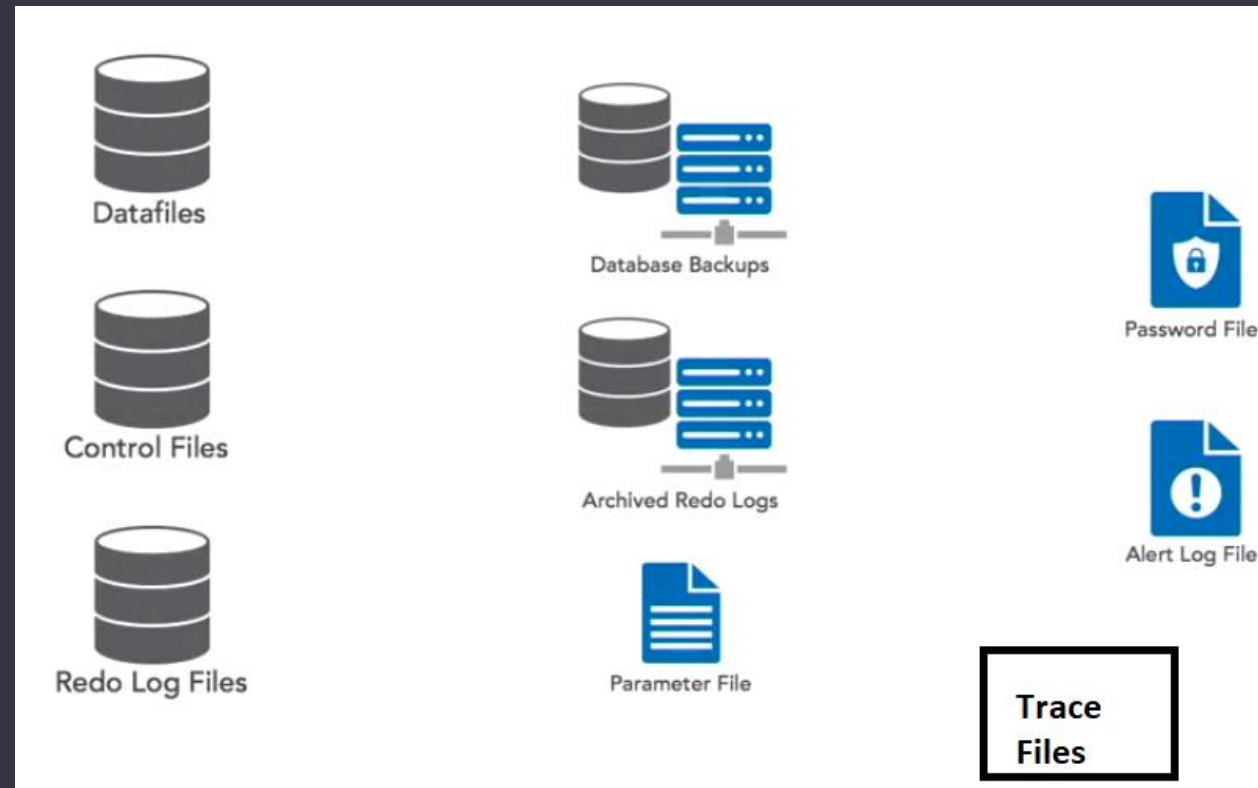 Datafiles
Control Files
Redo Log Files
Database Backups
Archived Redo Logs
Parameter File
Password File
Alert Log File
Trace
Files